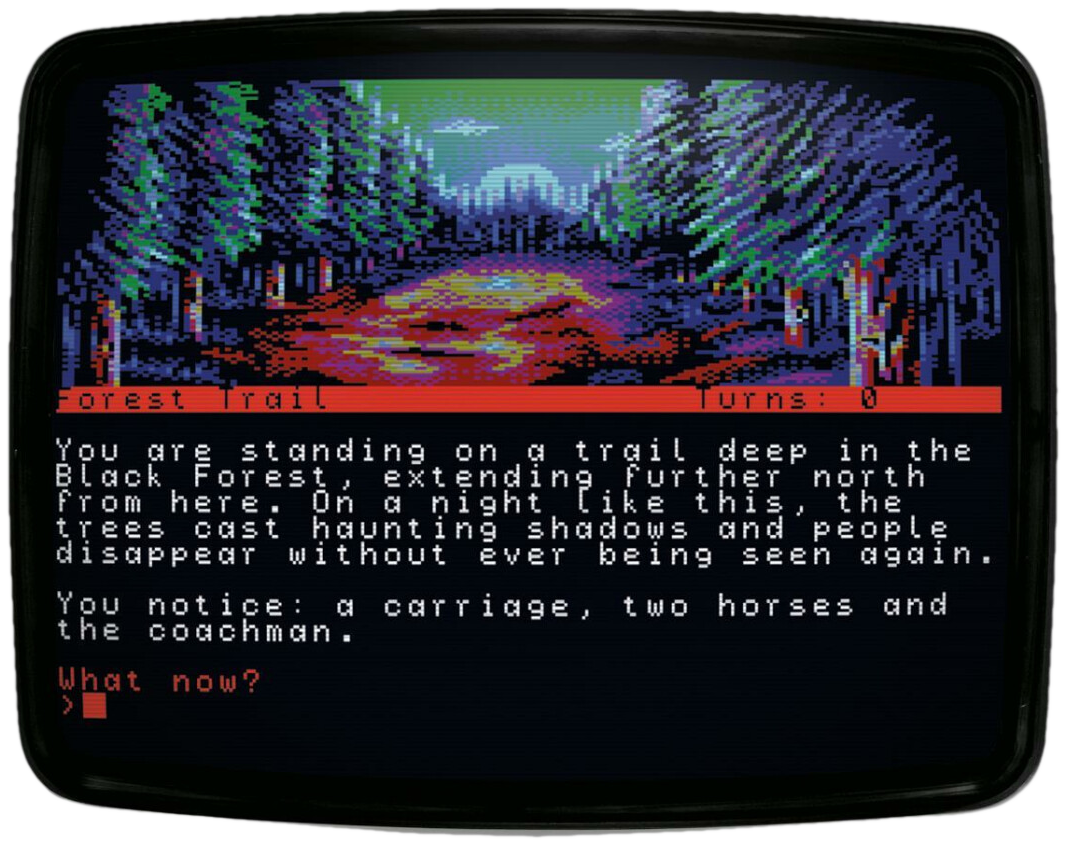 Forest Trail Turns: 0
You are standing on a trail deep in the
Black Forest, extending further north
from here. On a night like this, the
trees cast haunting shadows and people
disappear without ever being seen again.
You notice: a carriage, two horses and
the coachman.
What now?
>